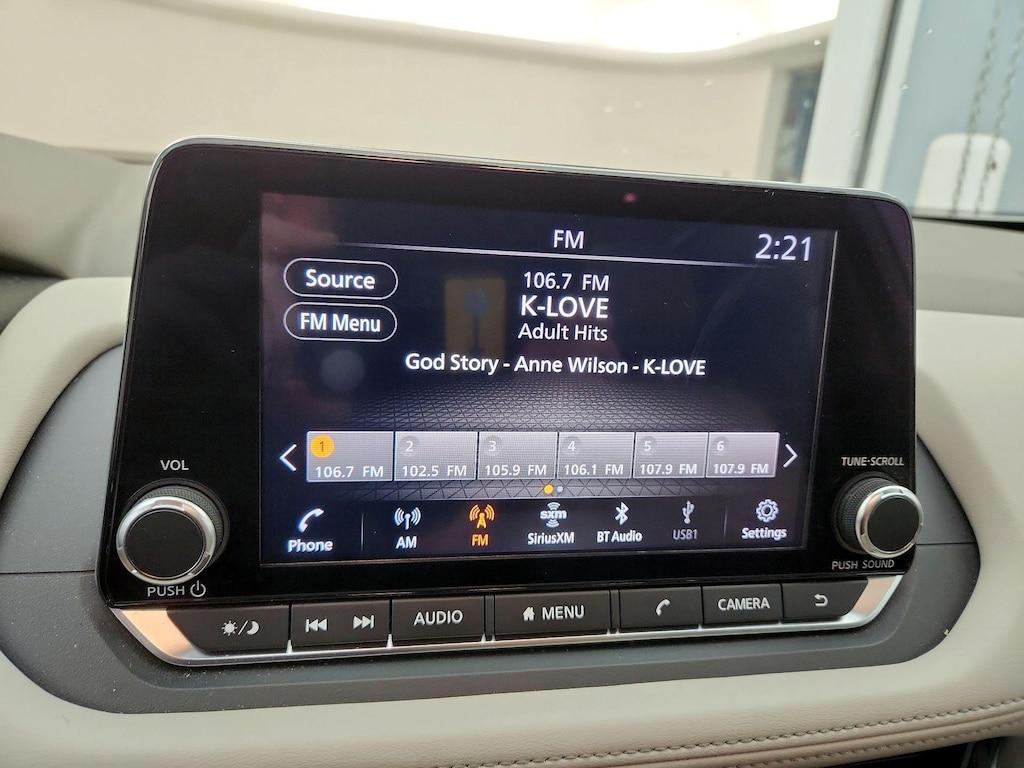 FM
2:21
Source
106.7 FM
K-LOVE
FM Menu
Adult Hits
God Story - Anne Wilson - K-LOVE
1 2 3 4 5 6
106.7 FM 102.5 FM 105.9 FM 106.1 FM 107.9 FM 107.9 FM
VOL
TUNE·SCROLL
sxm
Phone AM FM SiriusXM BT Audio USB1 Settings
PUSH
PUSH SOUND
AUDIO MENU CAMERA